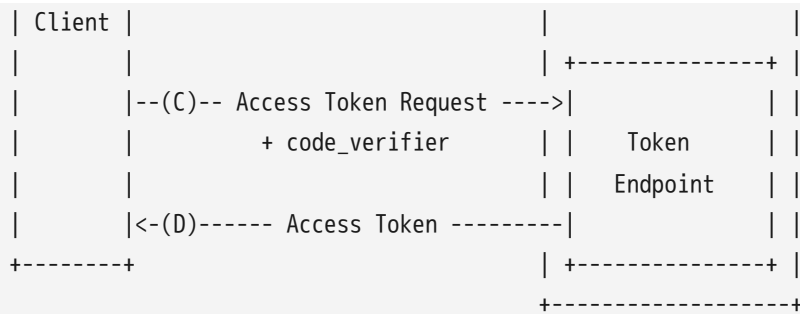 | Client |                             |                 |
|        |                             | +---------------+ |
|        |--(C)-- Access Token Request ---->|               | |
|        |         + code_verifier       | |    Token      | |
|        |                             | |   Endpoint    | |
|        |<-(D)------ Access Token ---------|               | |
+--------+                             | +---------------+ |
                                      +-------------------+